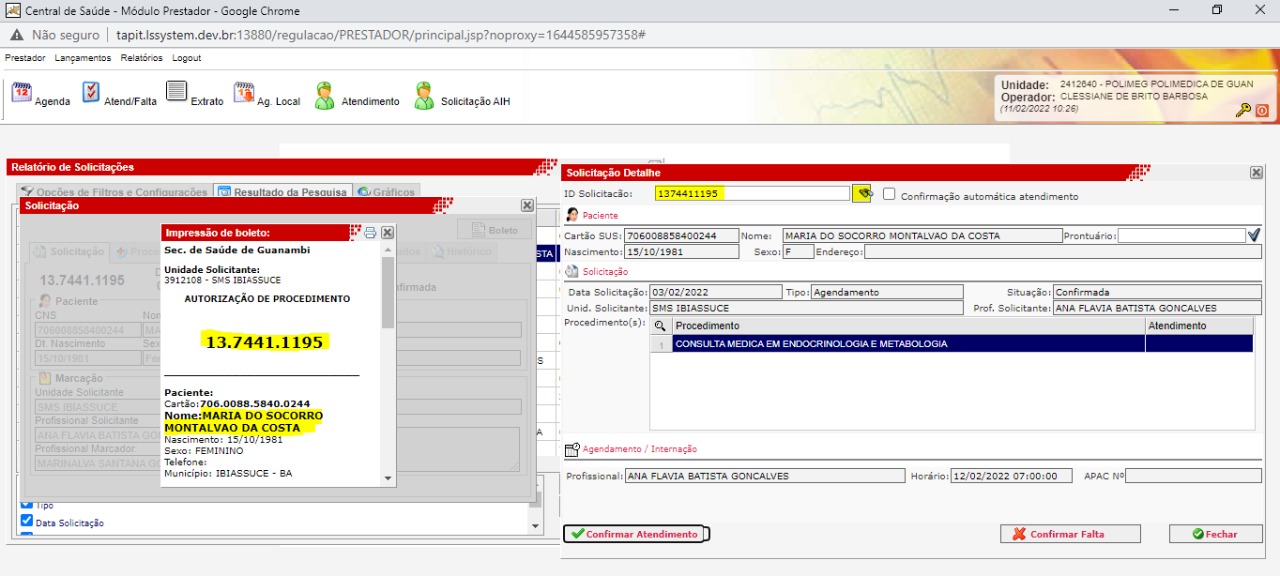 Central de Saúde - Módulo Prestador - Google Chrome
Não seguro | tapit.lssystem.dev.br:13880/regulacao/PRESTADOR/principal.jsp?noproxy=1644585957358#
Prestador Lançamentos Relatórios Logout
Agenda Atend/Falta Extrato Ag. Local Atendimento Solicitação AIH
Unidade: 2412640 - POLIMEG POLIMEDICA DE GUAN
Operador: CLESSIANE DE BRITO BARBOSA
(11/02/2022 10:26)
Relatório de Solicitações
Opções de Filtros e Configurações Resultado da Pesquisa Gráficos
Solicitação
Boleto
Solicitação Histórico
13.7441.1195
Paciente
CNS
706008858400244
Dt. Nascimento
15/10/1981
Marcação
Unidade Solicitante
SMS IBIASSUCE
Profissional Solicitante
ANA FLAVIA BATISTA
Profissional Marcador
MARINALVA SANTANA
Tipo
Data Solicitação
Impressão de boleto:
Sec. de Saúde de Guanambi
Unidade Solicitante:
3912108 - SMS IBIASSUCE
AUTORIZAÇÃO DE PROCEDIMENTO
13.7441.1195
Paciente:
Cartão:706.0088.5840.0244
Nome:MARIA DO SOCORRO
MONTALVAO DA COSTA
Nascimento: 15/10/1981
Sexo: FEMININO
Telefone:
Município: IBIASSUCE - BA
Solicitação Detalhe
ID Solicitacão: 1374411195 Confirmação automática atendimento
Paciente
Cartão SUS: 706008858400244 Nome: MARIA DO SOCORRO MONTALVAO DA COSTA Prontuário:
Nascimento: 15/10/1981 Sexo: F Endereço:
Solicitação
Data Solicitação: 03/02/2022 Tipo: Agendamento Situação: Confirmada
Unid. Solicitante: SMS IBIASSUCE Prof. Solicitante: ANA FLAVIA BATISTA GONCALVES
Procedimento(s): Procedimento Atendimento
1 CONSULTA MEDICA EM ENDOCRINOLOGIA E METABOLOGIA
Agendamento / Internação
Profissional: ANA FLAVIA BATISTA GONCALVES Horário: 12/02/2022 07:00:00 APAC Nº
Confirmar Atendimento Confirmar Falta Fechar